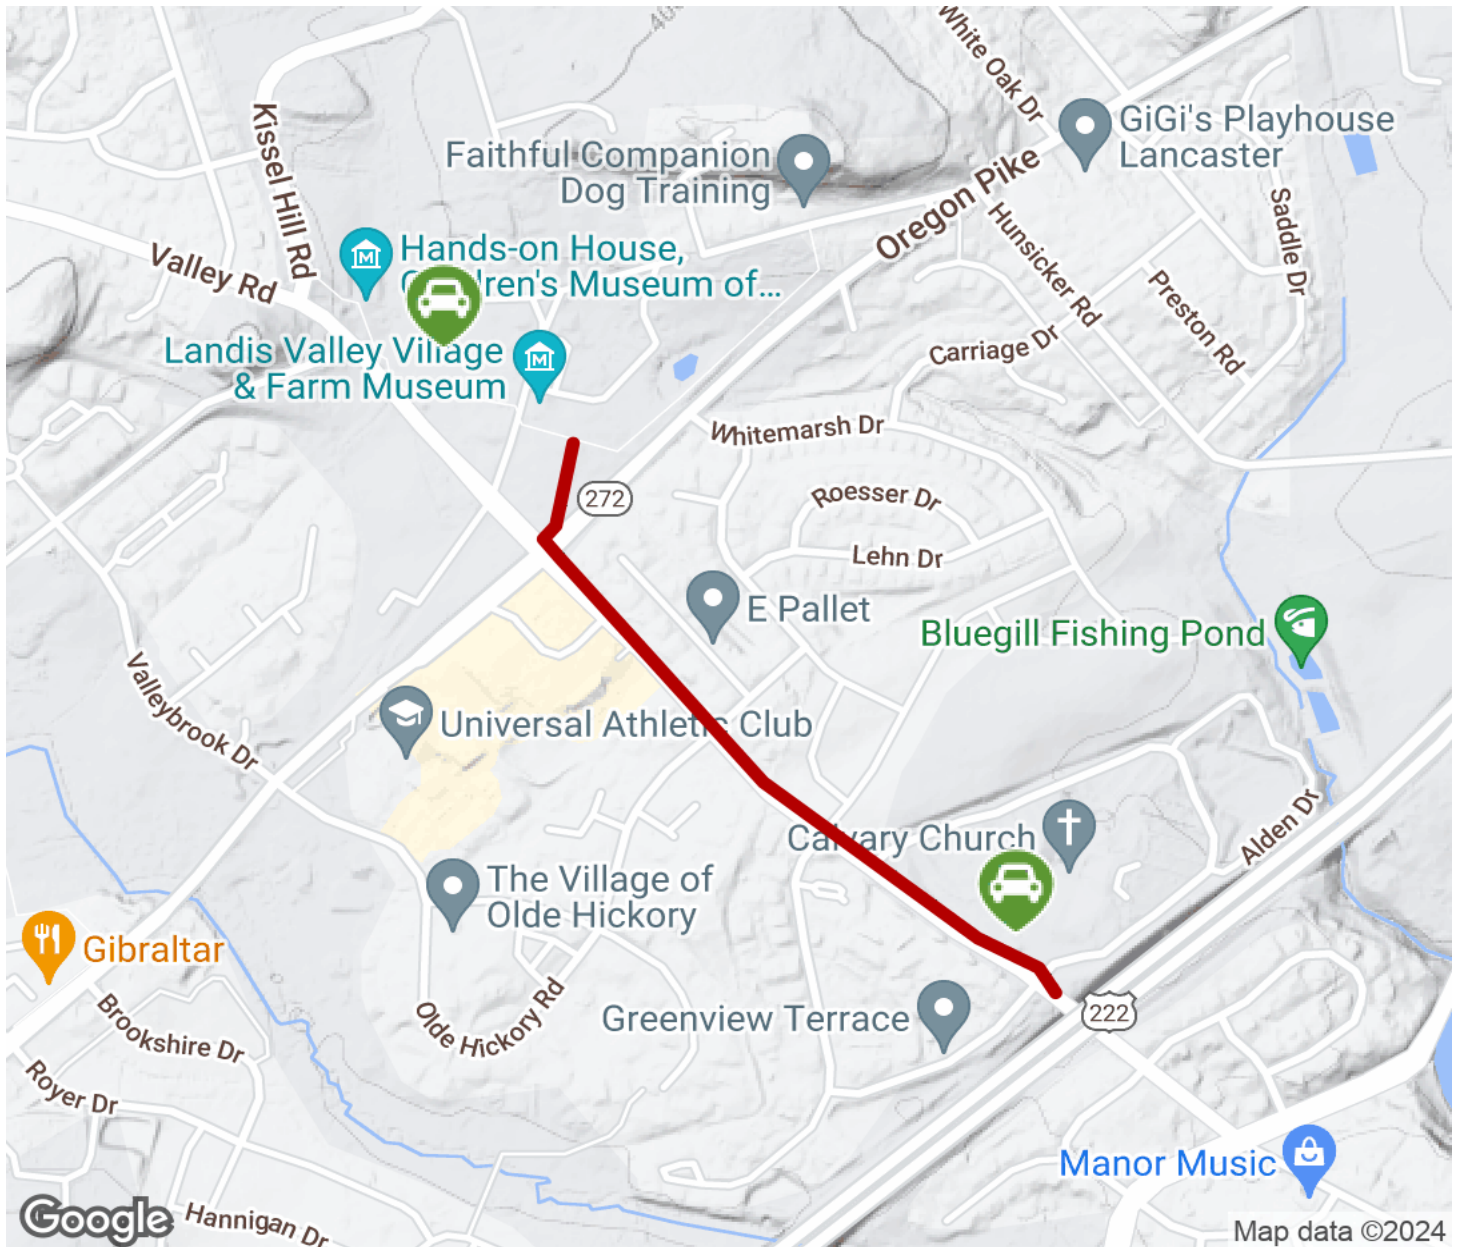 White Oak Dr
GiGi's Playhouse
Lancaster
Kissel Hill Rd
Faithful Companion
Dog Training
Oregon Pike
Saddle Dr
Hunsicker Rd
Valley Rd
Hands-on House,
Museum of...
Preston Rd
Carriage Dr
Landis Valley Village
& Farm Museum
Whitemarsh Dr
272
Roesser Dr
Lehn Dr
E Pallet
Bluegill Fishing Pond
Valleybrook Dr
Universal Athletic Club
Calvary Church
Alden Dr
The Village of
Olde Hickory
Gibraltar
Olde Hickory Rd
Greenview Terrace
222
Brookshire Dr
Royer Dr
Manor Music
Google
Hannigan Dr
Map data ©2024